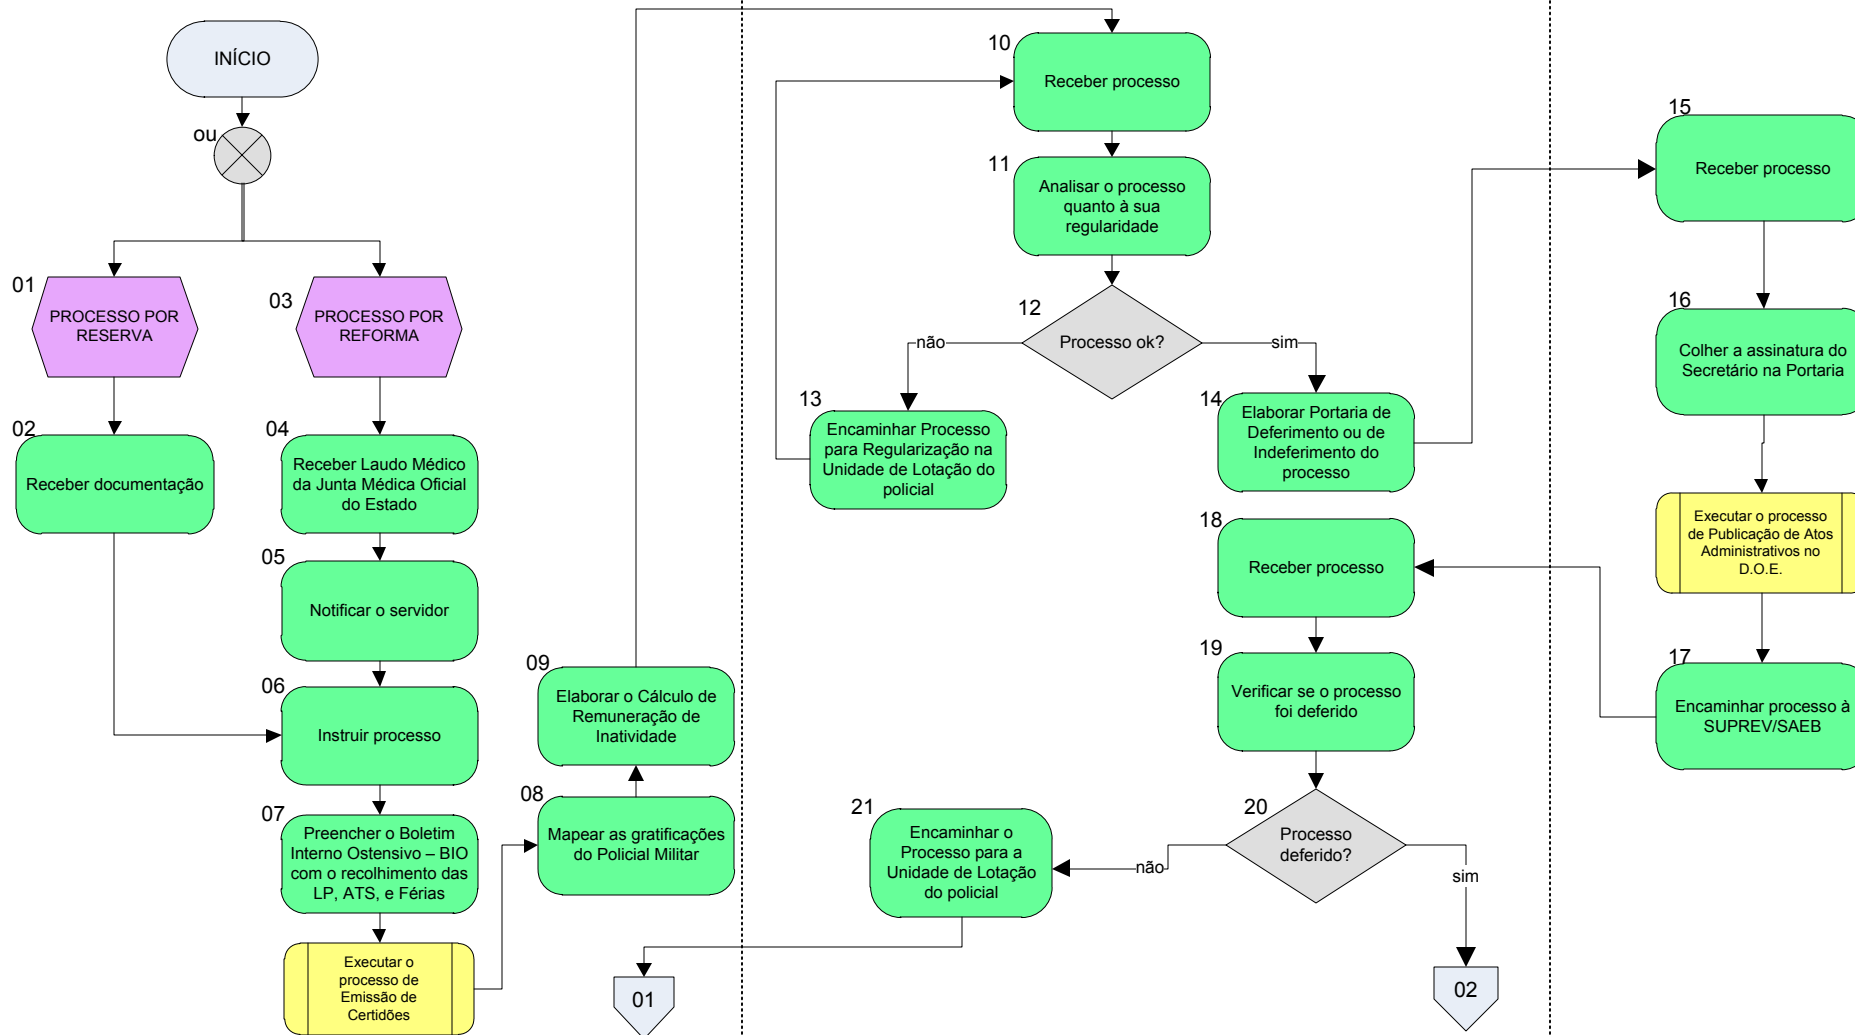 INÍCIO
ou
01
PROCESSO POR
RESERVA
03
PROCESSO POR
REFORMA
02
Receber documentação
04
Receber Laudo Médico
da Junta Médica Oficial
do Estado
05
Notificar o servidor
06
Instruir processo
07
Preencher o Boletim
Interno Ostensivo – BIO
com o recolhimento das
LP, ATS, e Férias
Executar o
processo de
Emissão de
Certidões
08
Mapear as gratificações
do Policial Militar
09
Elaborar o Cálculo de
Remuneração de
Inatividade
10
Receber processo
11
Analisar o processo
quanto à sua
regularidade
12
Processo ok?
não
sim
13
Encaminhar Processo
para Regularização na
Unidade de Lotação do
policial
14
Elaborar Portaria de
Deferimento ou de
Indeferimento do
processo
15
Receber processo
16
Colher a assinatura do
Secretário na Portaria
Executar o processo
de Publicação de Atos
Administrativos no
D.O.E.
17
Encaminhar processo à
SUPREV/SAEB
18
Receber processo
19
Verificar se o processo
foi deferido
20
Processo
deferido?
não
sim
21
Encaminhar o
Processo para a
Unidade de Lotação
do policial
01
02